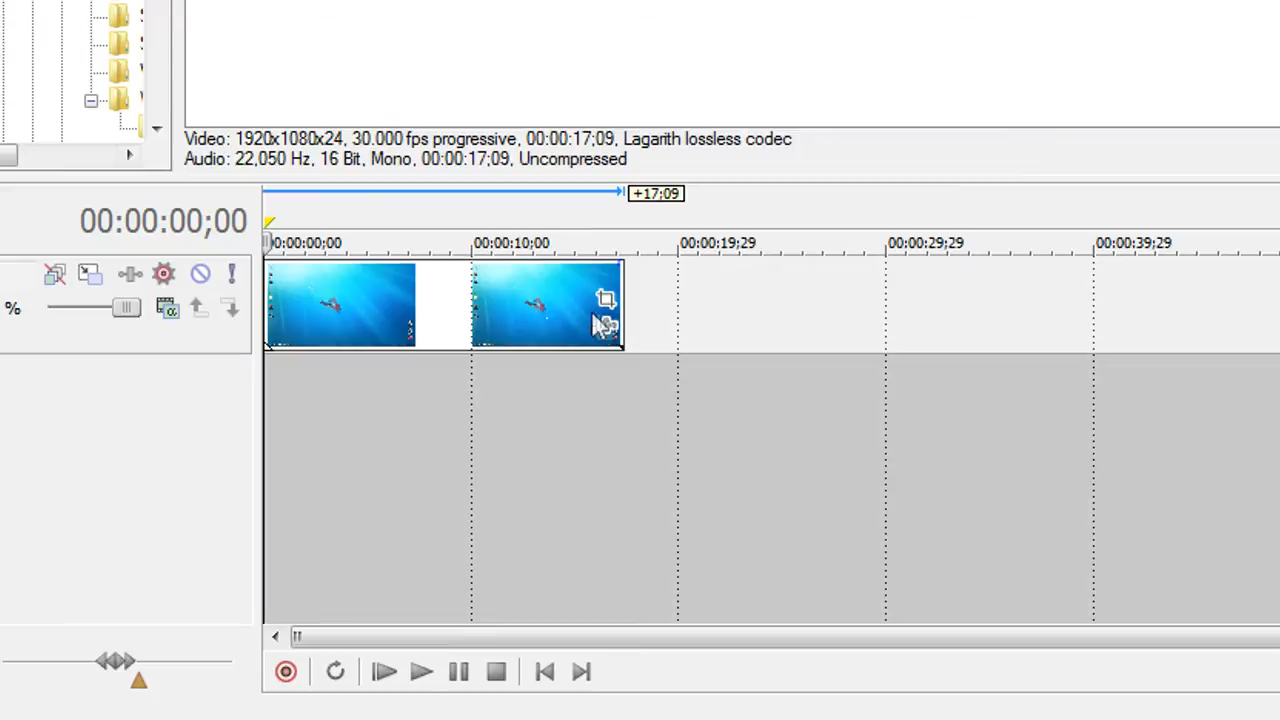 Video: 1920x1080x24, 30.000 fps progressive, 00:00:17;09, Lagarith lossless codec
Audio: 22,050 Hz, 16 Bit, Mono, 00:00:17;09, Uncompressed
+17;09
00:00:00;00
0:00:00;00 00:00:10;00 00:00:19;29 00:00:29;29 00:00:39;29
%